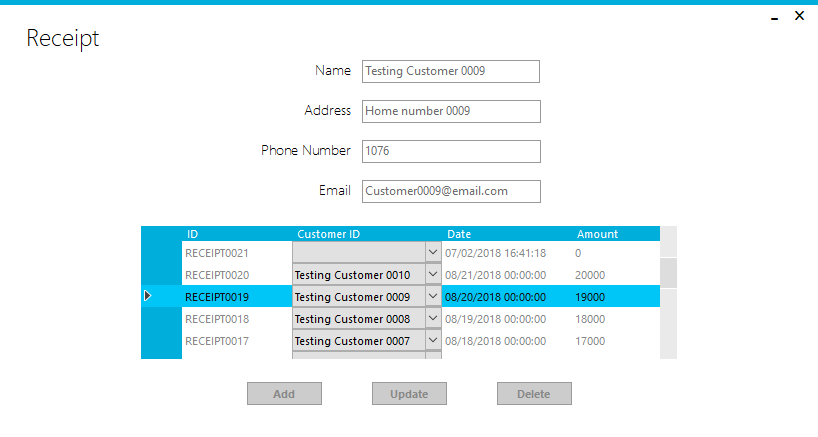 Receipt
Name Testing Customer 0009
Address Home number 0009
Phone Number 1076
Email Customer0009@email.com
ID Customer ID Date Amount
RECEIPT0021 07/02/2018 16:41:18 0
RECEIPT0020 Testing Customer 0010 08/21/2018 00:00:00 20000
RECEIPT0019 Testing Customer 0009 08/20/2018 00:00:00 19000
RECEIPT0018 Testing Customer 0008 08/19/2018 00:00:00 18000
RECEIPT0017 Testing Customer 0007 08/18/2018 00:00:00 17000
Add Update Delete